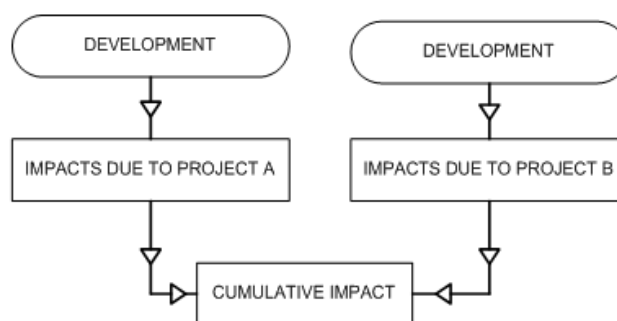 DEVELOPMENT
DEVELOPMENT
IMPACTS DUE TO PROJECT A
IMPACTS DUE TO PROJECT B
CUMULATIVE IMPACT